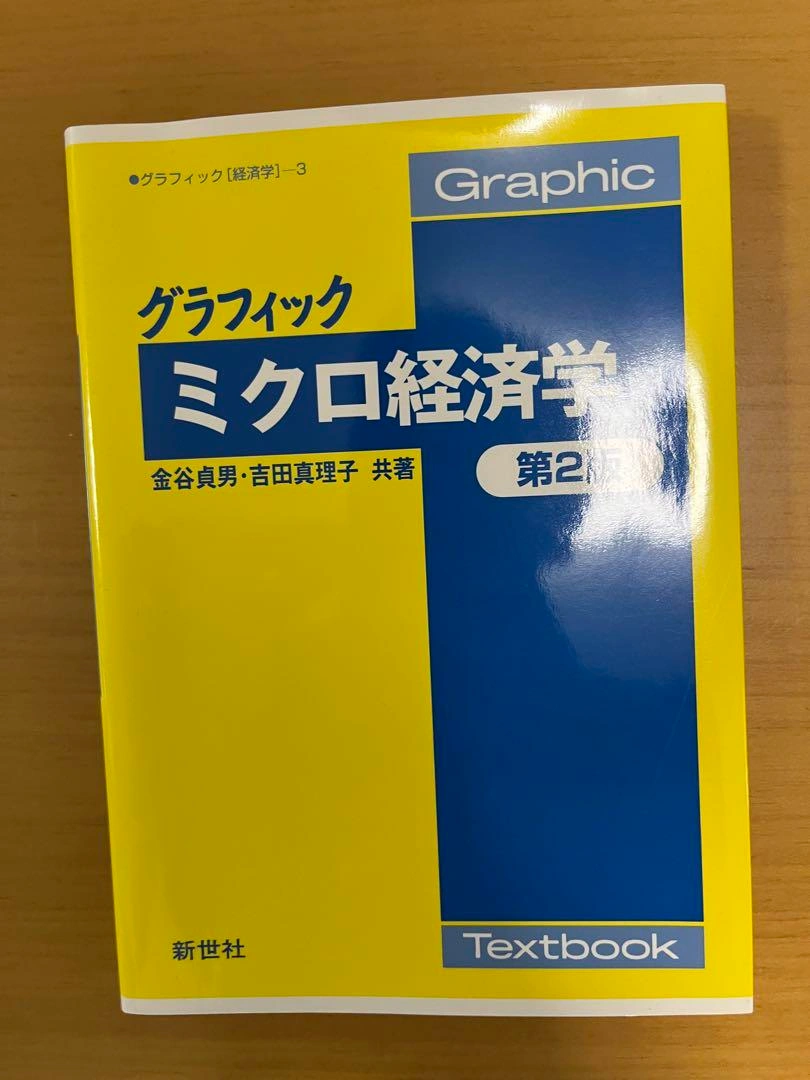 ●グラフィック[経済学]―3
Graphic
グラフィック
ミクロ経済学
第2版
金谷貞男・吉田真理子 共著
新世社
Textbook